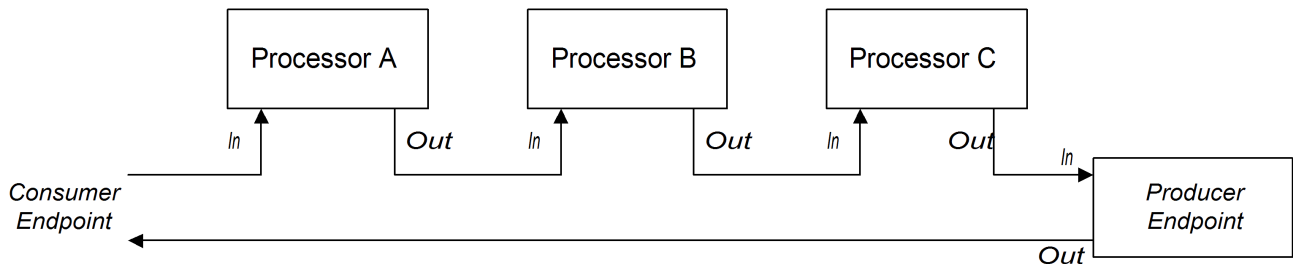 Processor A
Processor B
Processor C
In
Out
In
Out
In
Out
In
Consumer
Endpoint
Producer
Endpoint
Out